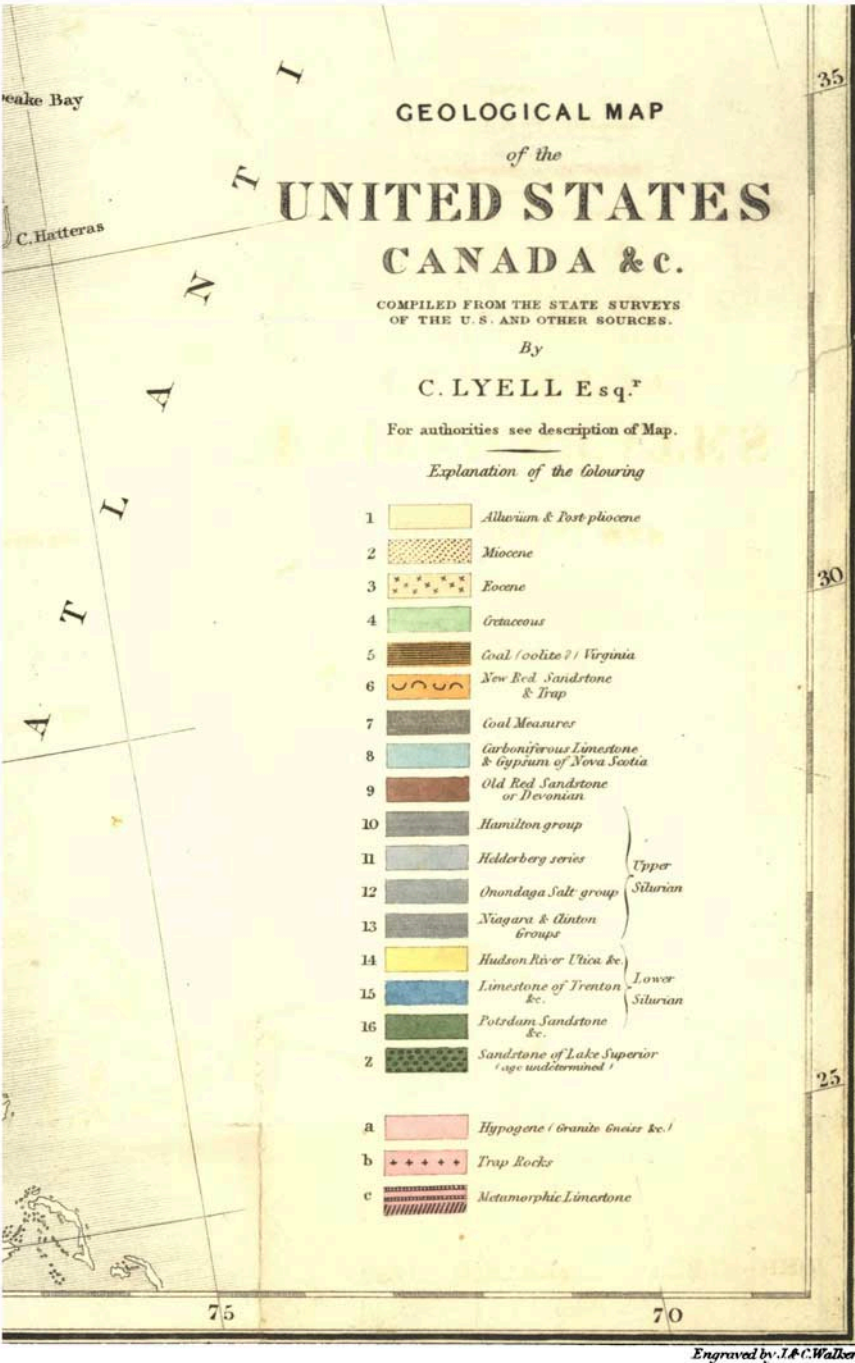 eake Bay
C. Hatteras
ATLANTI
GEOLOGICAL MAP
of the
UNITED STATES
CANADA &c.
COMPILED FROM THE STATE SURVEYS
OF THE U.S. AND OTHER SOURCES.
By
C. LYELL Esq.r
For authorities see description of Map.
Explanation of the Colouring
1 Alluvium & Post-pliocene
2 Miocene
3 Eocene
4 Cretaceous
5 Coal (oolite?) Virginia
6 New Red Sandstone
& Trap
7 Coal Measures
8 Carboniferous Limestone
& Gypsum of Nova Scotia
9 Old Red Sandstone
or Devonian
10 Hamilton group
11 Helderberg series
12 Onondaga Salt group
13 Niagara & Clinton
Groups
Upper
Silurian
14 Hudson River Utica &c.
15 Limestone of Trenton
&c.
16 Potsdam Sandstone
&c.
Lower
Silurian
Z Sandstone of Lake Superior
(age undetermined)
a Hypogene (Granite Gneiss &c.)
b Trap Rocks
c Metamorphic Limestone
35
30
25
75
70
Engraved by J. & C. Walker